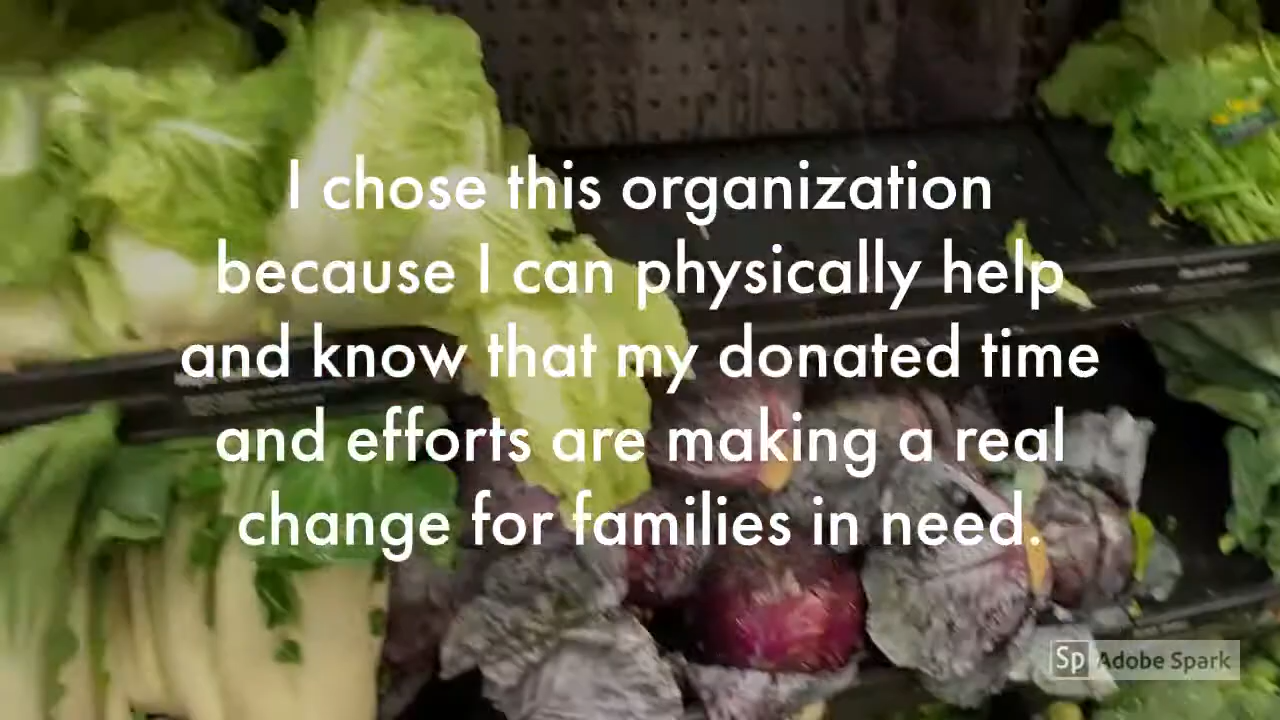 I chose this organization
because I can physically help
and know that my donated time
and efforts are making a real
change for families in need.
Sp Adobe Spark